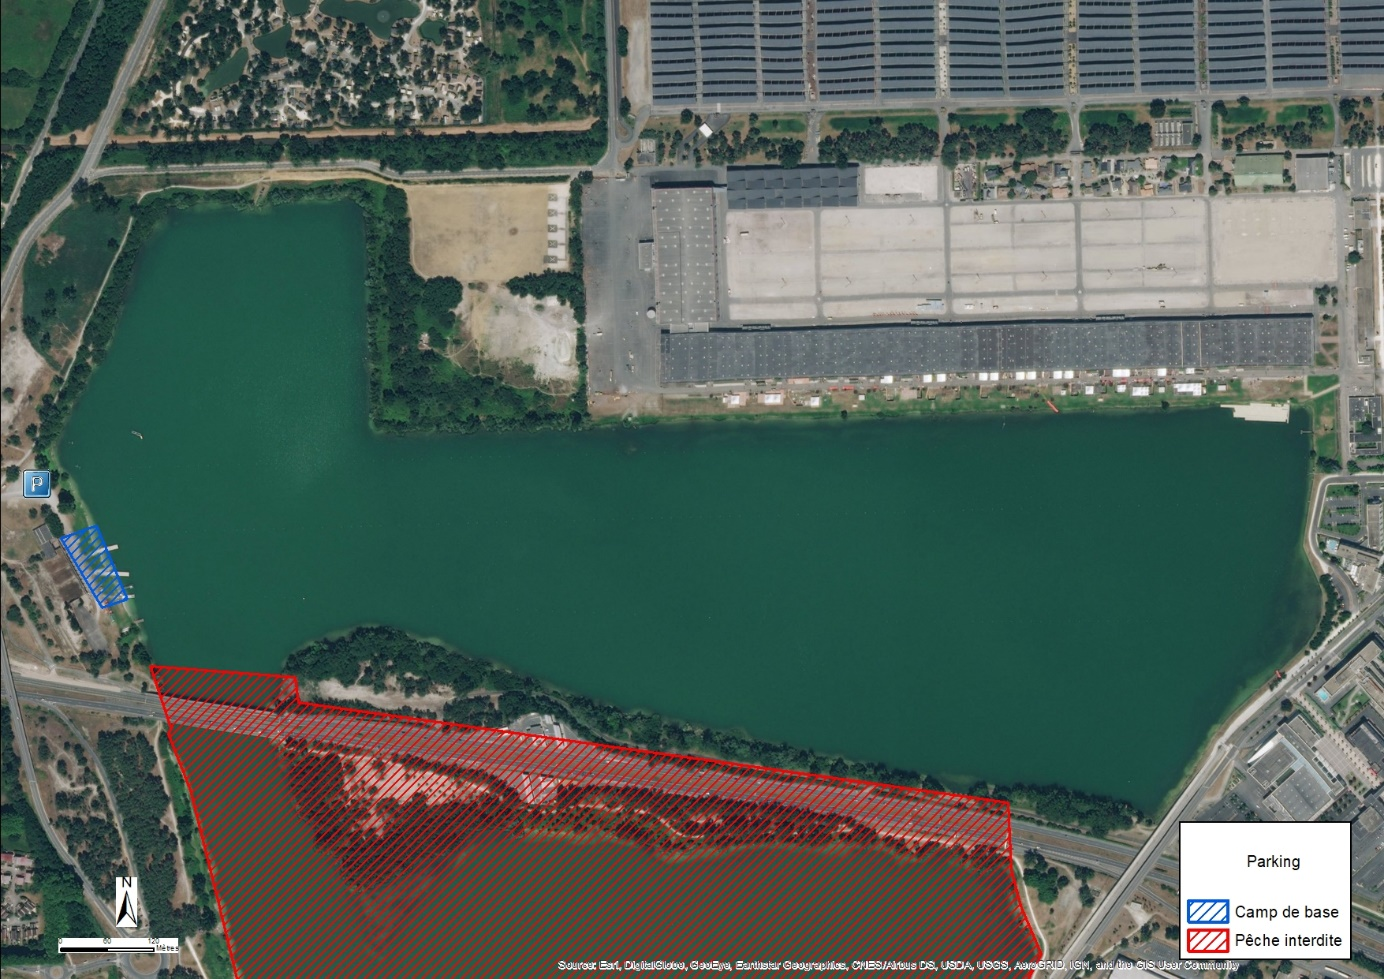 P
Parking
Camp de base
Pêche interdite
N
0 60 120
Mètres
Source: Esri, DigitalGlobe, GeoEye, Earthstar Geographics, CNES/Airbus DS, USDA, USGS, AeroGRID, IGN, and the GIS User Community